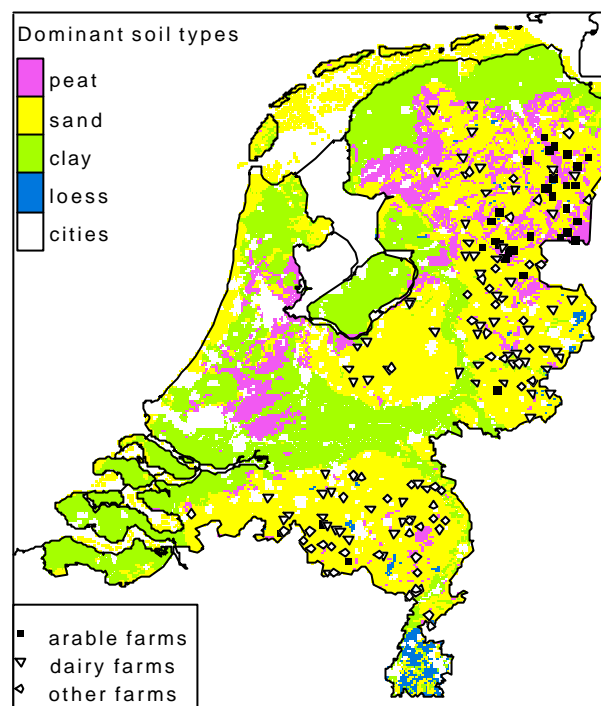 Dominant soil types
peat
sand
clay
loess
cities
arable farms
dairy farms
other farms